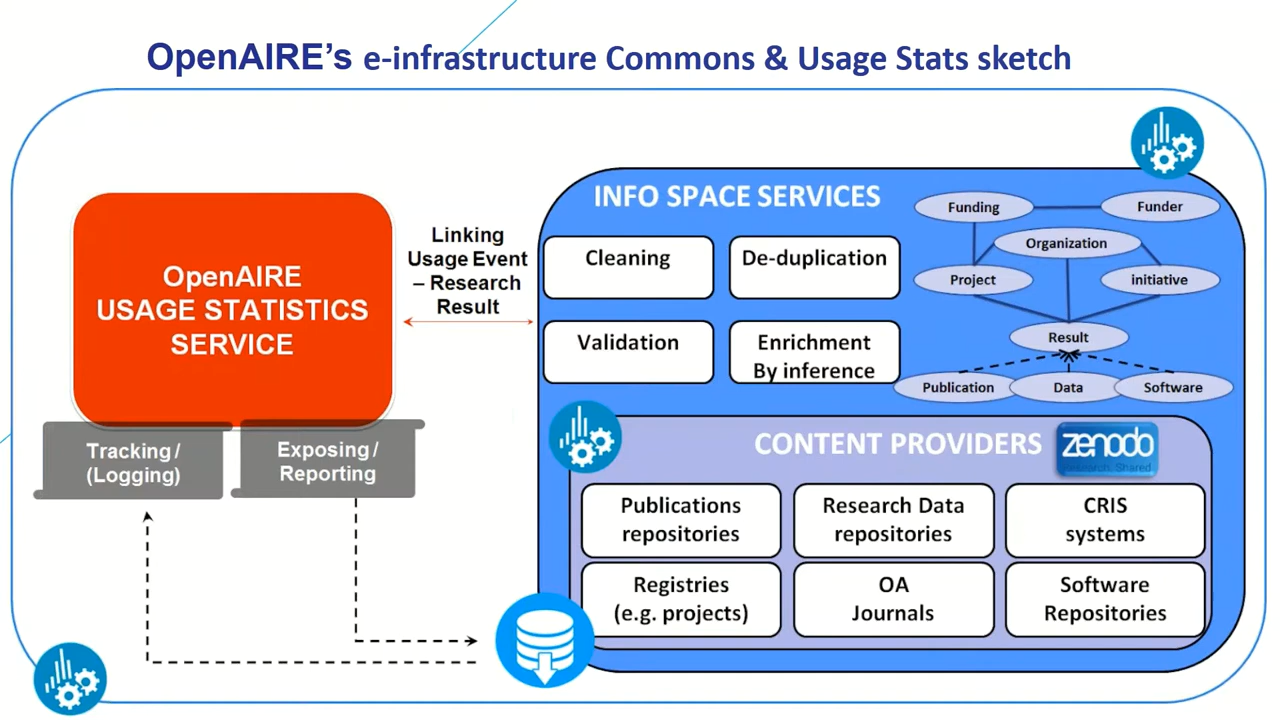 OpenAIRE’s e-infrastructure Commons & Usage Stats sketch
OpenAIRE
USAGE STATISTICS
SERVICE
Tracking /
(Logging)
Exposing /
Reporting
Linking
Usage Event
– Research
Result
INFO SPACE SERVICES
Cleaning
De-duplication
Validation
Enrichment
By inference
Funding
Funder
Organization
Project
initiative
Result
Publication
Data
Software
CONTENT PROVIDERS
zenodo
Research. Shared
Publications
repositories
Research Data
repositories
CRIS
systems
Registries
(e.g. projects)
OA
Journals
Software
Repositories